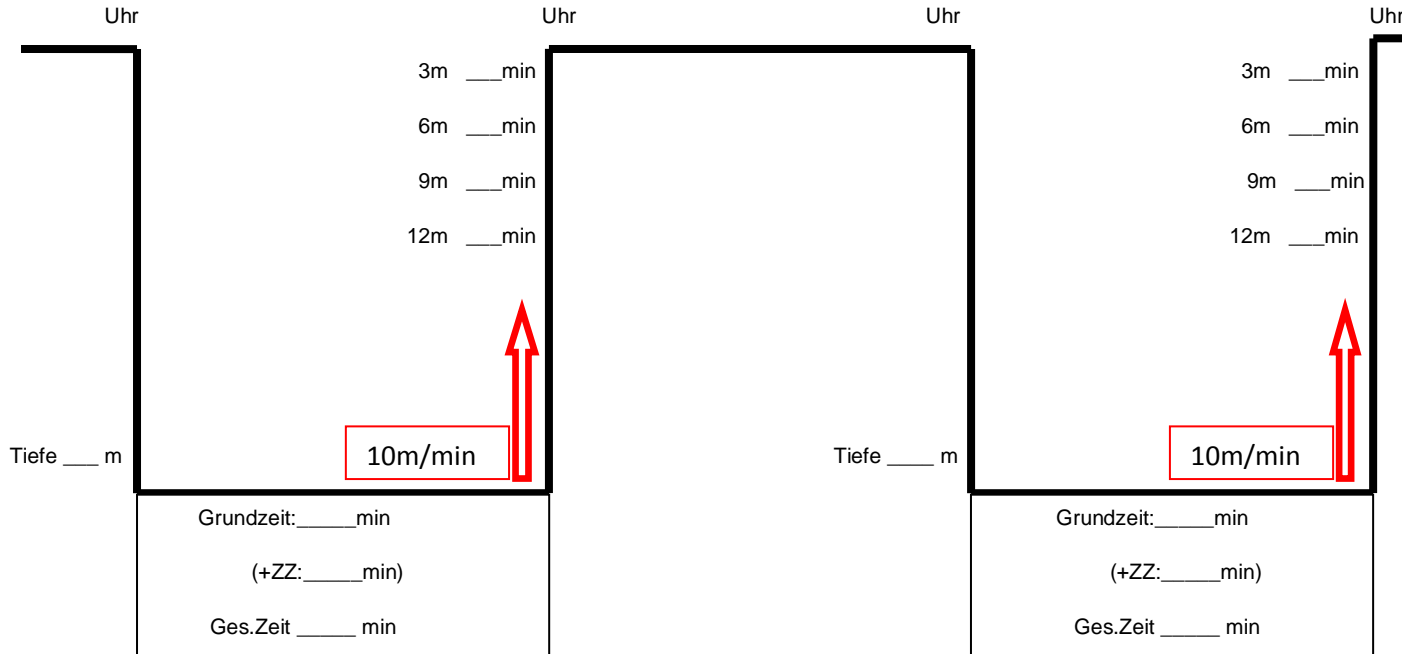 Uhr Uhr Uhr Uhr
3m ___min 3m ___min
6m ___min 6m ___min
9m ___min 9m ___min
12m ___min 12m ___min
Tiefe ___ m 10m/min Tiefe ____ m 10m/min
Grundzeit:_____min Grundzeit:_____min
(+ZZ:_____min) (+ZZ:_____min)
Ges.Zeit _____ min Ges.Zeit _____ min